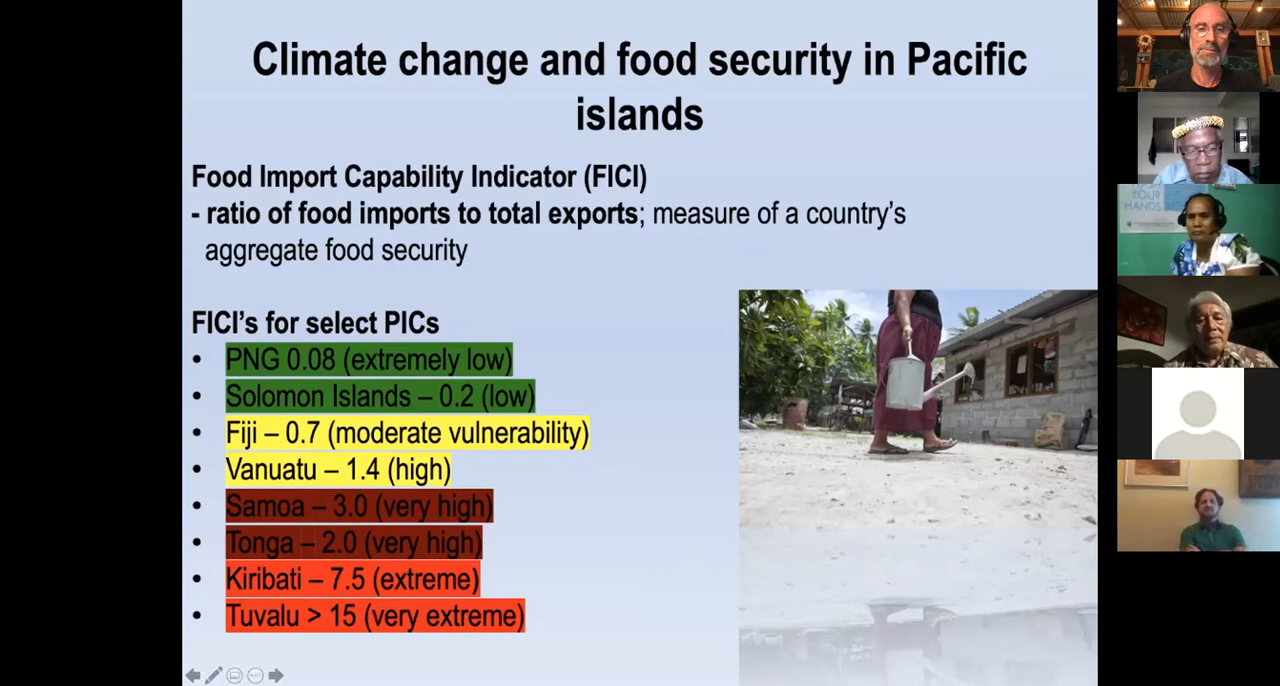 Climate change and food security in Pacific
islands
Food Import Capability Indicator (FICI)
- ratio of food imports to total exports; measure of a country's
aggregate food security
FICI's for select PICs
• PNG 0.08 (extremely low)
• Solomon Islands – 0.2 (low)
• Fiji – 0.7 (moderate vulnerability)
• Vanuatu – 1.4 (high)
• Samoa – 3.0 (very high)
• Tonga – 2.0 (very high)
• Kiribati – 7.5 (extreme)
• Tuvalu > 15 (very extreme)
YOUR
HANDS